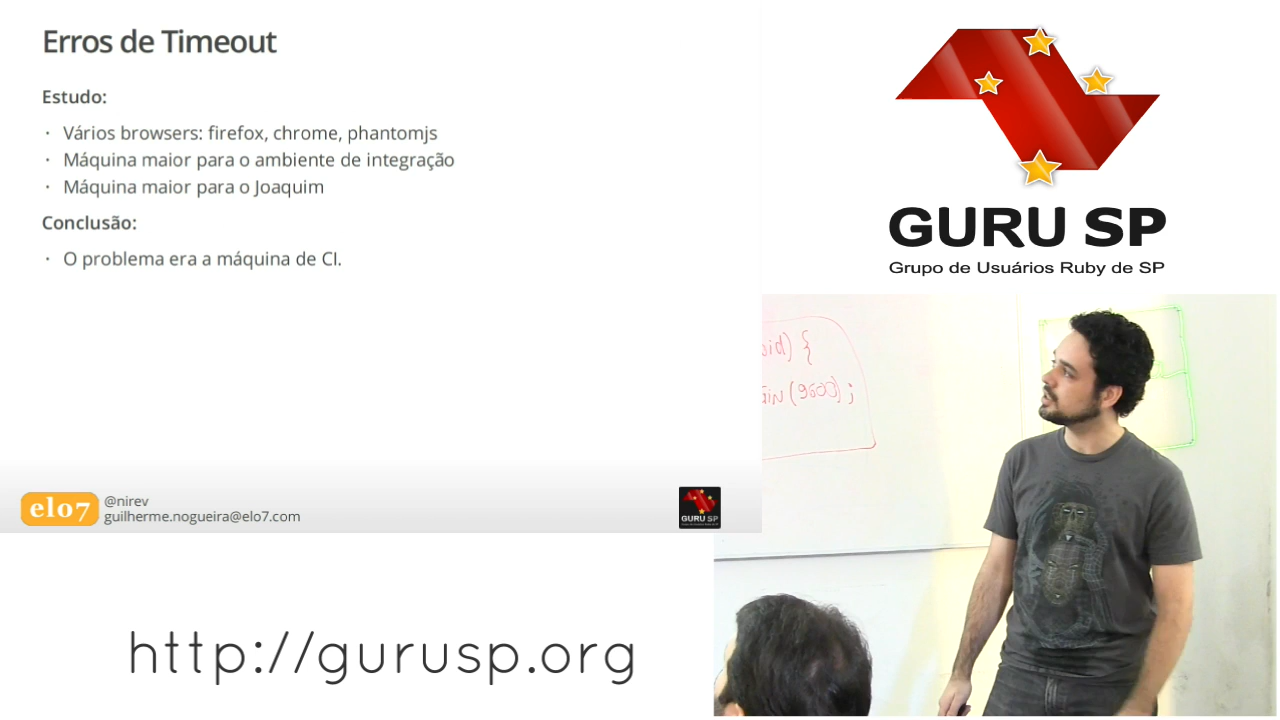 Erros de Timeout
Estudo:
· Vários browsers: firefox, chrome, phantomjs
· Máquina maior para o ambiente de integração
· Máquina maior para o Joaquim
Conclusão:
· O problema era a máquina de CI.
elo7
@nirev
guilherme.nogueira@elo7.com
GURU SP
GURU SP
Grupo de Usuários Ruby de SP
http://gurusp.org